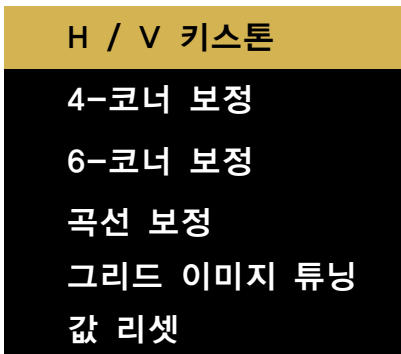 H / V 키스톤
4-코너 보정
6-코너 보정
곡선 보정
그리드 이미지 튜닝
값 리셋